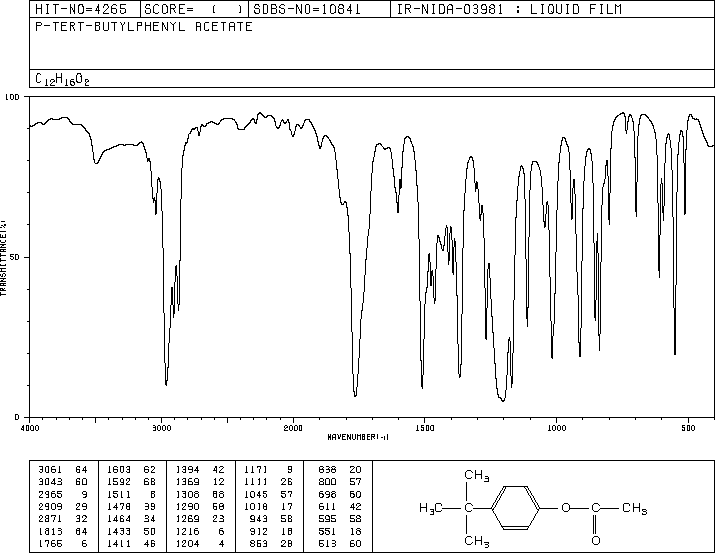 HIT-NO=4265 SCORE= ( ) SDBS-NO=10841 IR-NIDA-03981 : LIQUID FILM
P-TERT-BUTYLPHENYL ACETATE
C12H16O2
100
50
0
TRANSMITTANCE(%)
4000 3000 2000 1500 1000 500
WAVENUMBER(-1)
3061 64 1603 62 1394 42 1171 9 838 20
3043 60 1592 68 1369 12 1111 26 800 57
2965 9 1511 8 1308 68 1045 57 698 60
2909 29 1478 39 1290 58 1018 17 611 42
2871 32 1464 34 1269 23 943 58 595 58
1813 64 1433 50 1216 6 912 18 551 18
1766 6 1411 46 1204 4 853 28 513 60
CH3
H3C O CH3
CH3 O